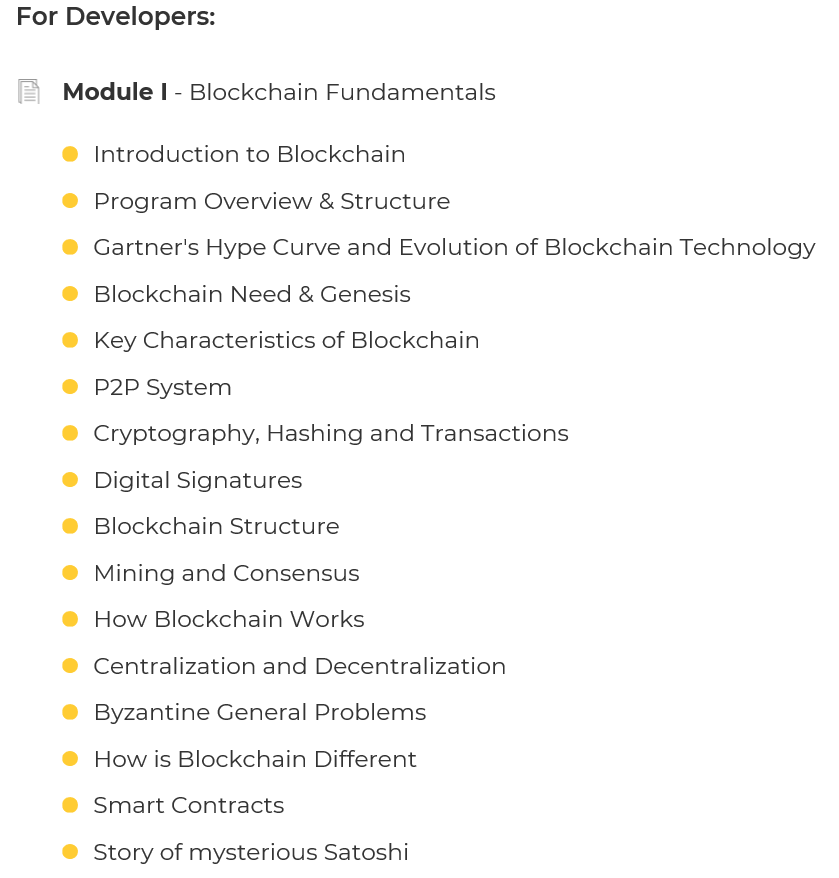 For Developers:
Module I - Blockchain Fundamentals
Introduction to Blockchain
Program Overview & Structure
Gartner's Hype Curve and Evolution of Blockchain Technology
Blockchain Need & Genesis
Key Characteristics of Blockchain
P2P System
Cryptography, Hashing and Transactions
Digital Signatures
Blockchain Structure
Mining and Consensus
How Blockchain Works
Centralization and Decentralization
Byzantine General Problems
How is Blockchain Different
Smart Contracts
Story of mysterious Satoshi